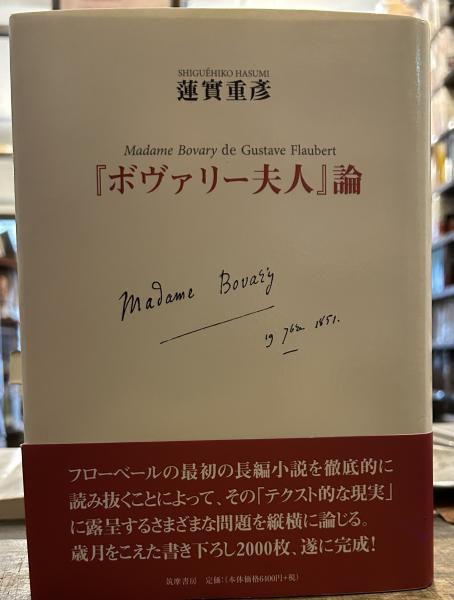 SHIGUÉHIKO HASUMI
蓮實重彥
Madame Bovary de Gustave Flaubert
『ボヴァリー夫人』論
Madame Bovary
19 7bre 1851.
フローベールの最初の長編小説を徹底的に
読み抜くことによって、その「テクスト的な現実」
に露呈するさまざまな問題を縦横に論じる。
歳月をこえた書き下ろし2000枚、遂に完成!
筑摩書房 定価:(本体6400円+税)